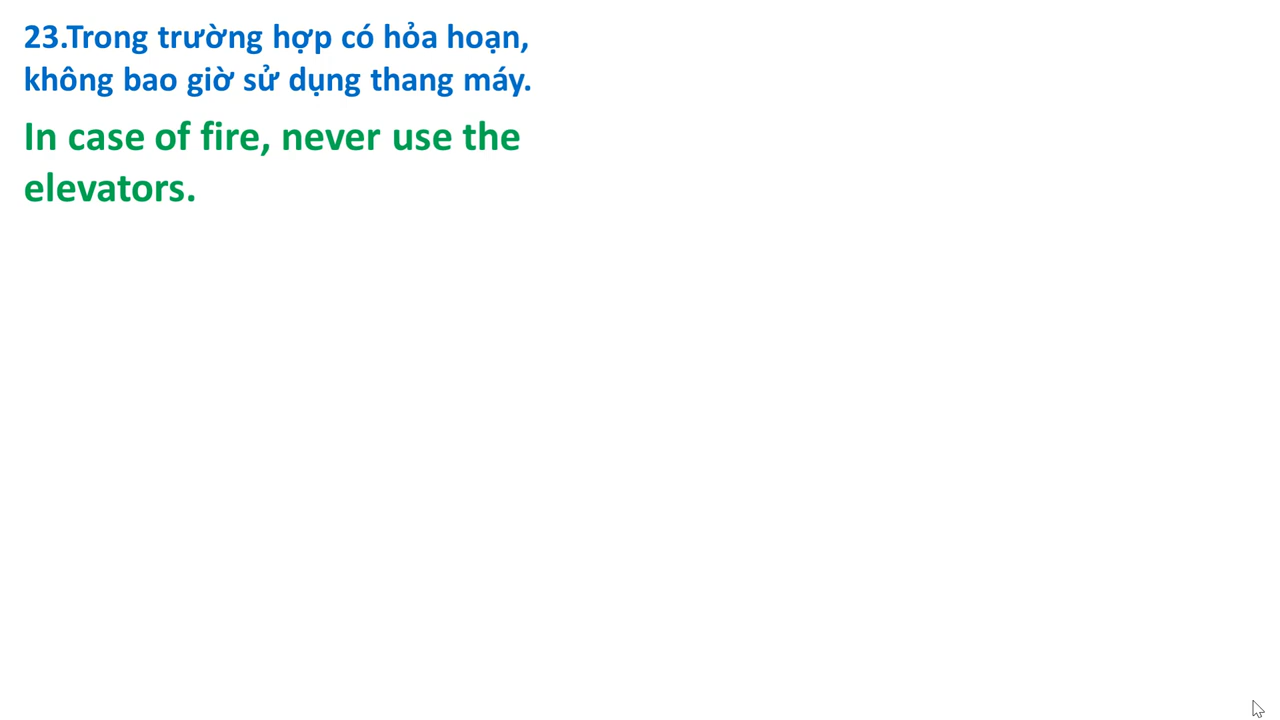 23.Trong trường hợp có hỏa hoạn,
không bao giờ sử dụng thang máy.
In case of fire, never use the
elevators.